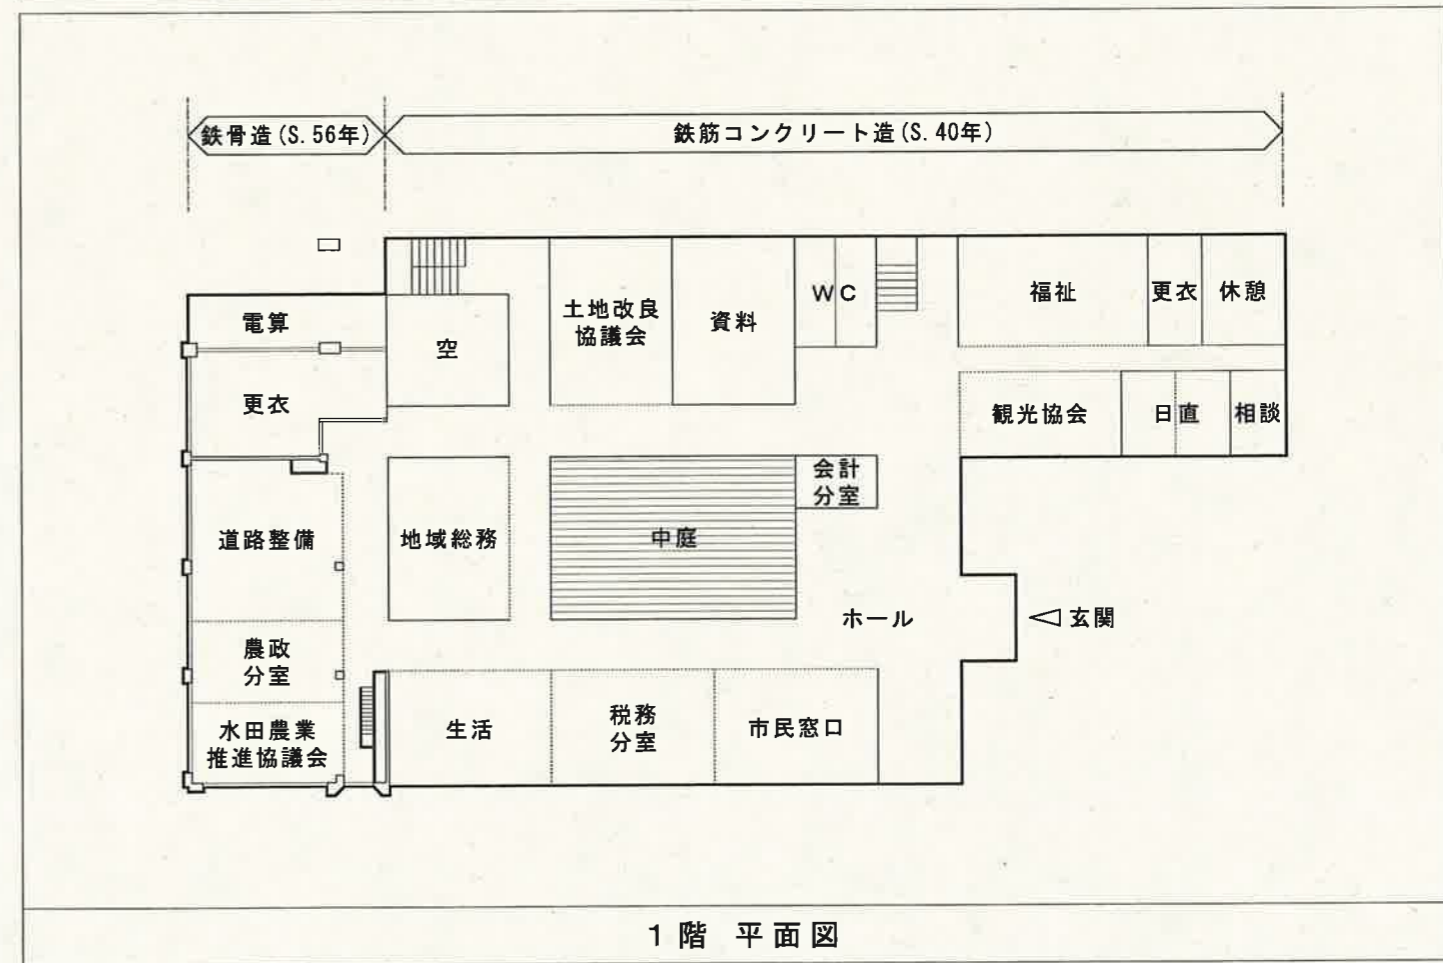 鉄骨造(S.56年)
鉄筋コンクリート造(S.40年)
電算
更衣
空
土地改良
協議会
資料
WC
福祉
更衣
休憩
観光協会
日直
相談
会計
分室
道路整備
地域総務
中庭
ホール
玄関
農政
分室
水田農業
推進協議会
生活
税務
分室
市民窓口
1階 平面図